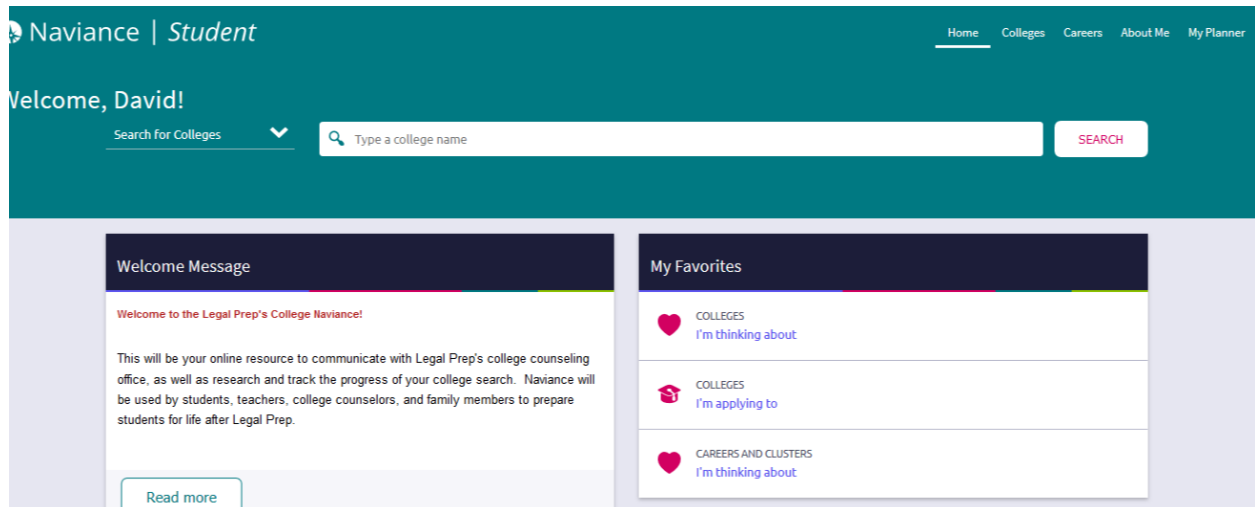 Naviance | Student
Home Colleges Careers About Me My Planner
Welcome, David!
Search for Colleges
Type a college name
SEARCH
Welcome Message
Welcome to the Legal Prep's College Naviance!
This will be your online resource to communicate with Legal Prep's college counseling
office, as well as research and track the progress of your college search. Naviance will
be used by students, teachers, college counselors, and family members to prepare
students for life after Legal Prep.
Read more
My Favorites
COLLEGES
I'm thinking about
COLLEGES
I'm applying to
CAREERS AND CLUSTERS
I'm thinking about